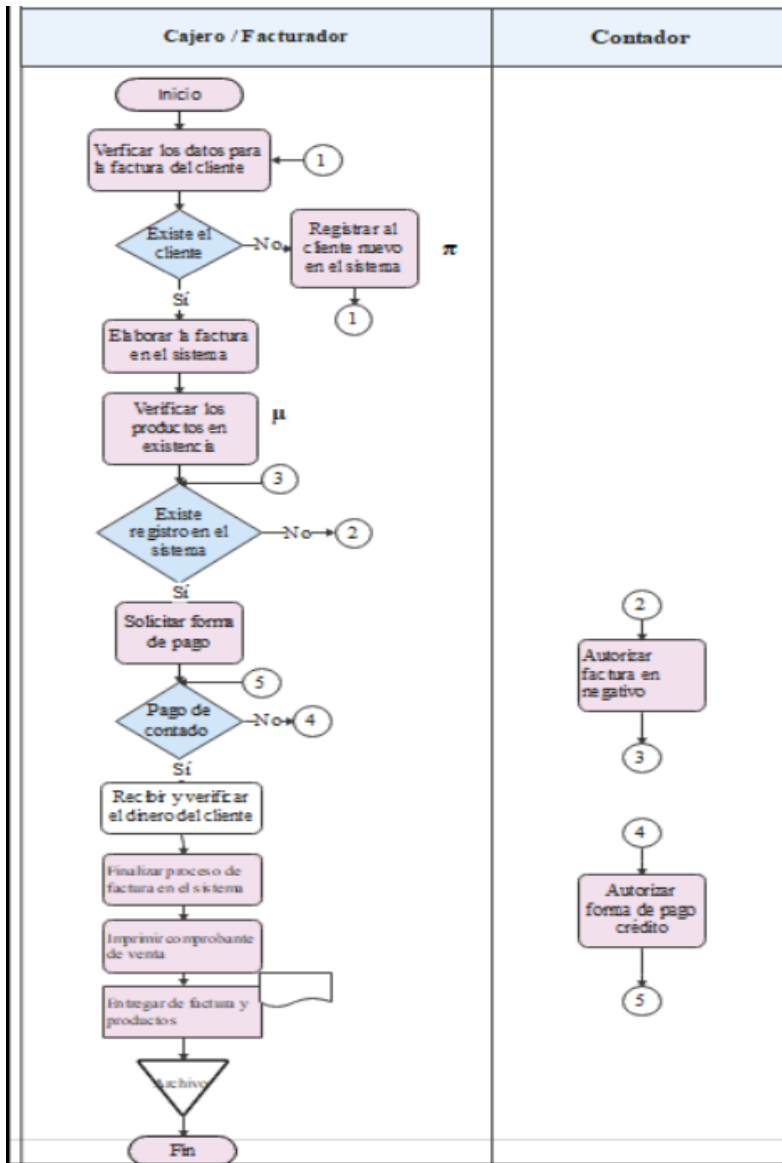 Cajero / Facturador
Contador
Inicio
Verficar los datos para
la factura del cliente
1
Existe el
cliente
No
Registrar al
cliente nuevo
en el sistema
π
1
Sí
Elaborar la factura
en el sistema
Verificar los
productos en
existencia
μ
3
Existe
registro en el
sistema
No
2
Sí
Solicitar forma
de pago
5
Pago de
contado
No
4
Sí
Recibir y verificar
el dinero del cliente
Finalizar proceso de
factura en el sistema
Imprimir comprobante
de venta
Entregar de factura y
productos
Archivo
Fin
2
Autorizar
factura en
negativo
3
4
Autorizar
forma de pago
crédito
5